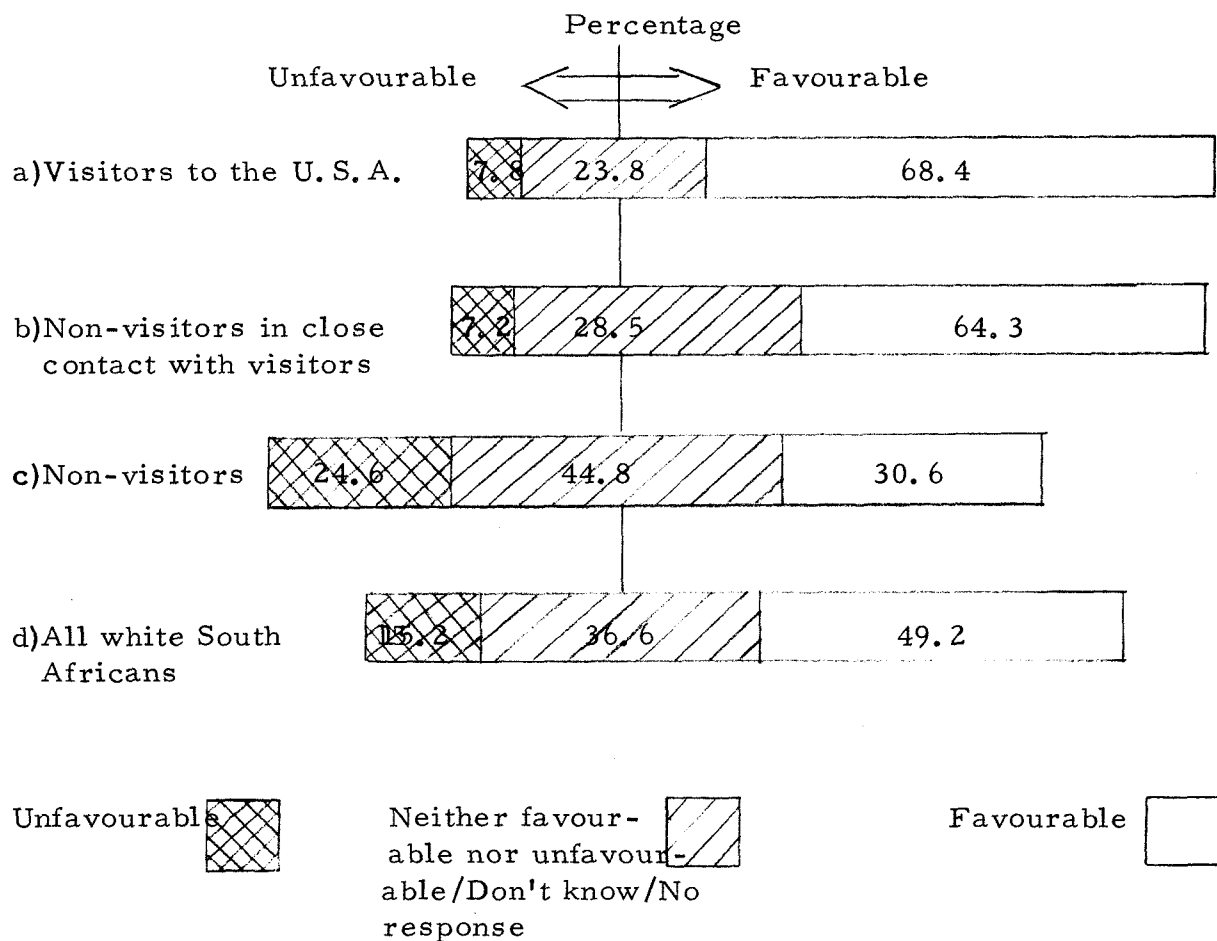 Percentage
Unfavourable Favourable
a)Visitors to the U.S.A. 7.8 23.8 68.4
b)Non-visitors in close
contact with visitors 7.2 28.5 64.3
c)Non-visitors 24.6 44.8 30.6
d)All white South
Africans 36.6 49.2
Unfavourable Neither favour- Favourable
able nor unfavour-
able/Don't know/No
response